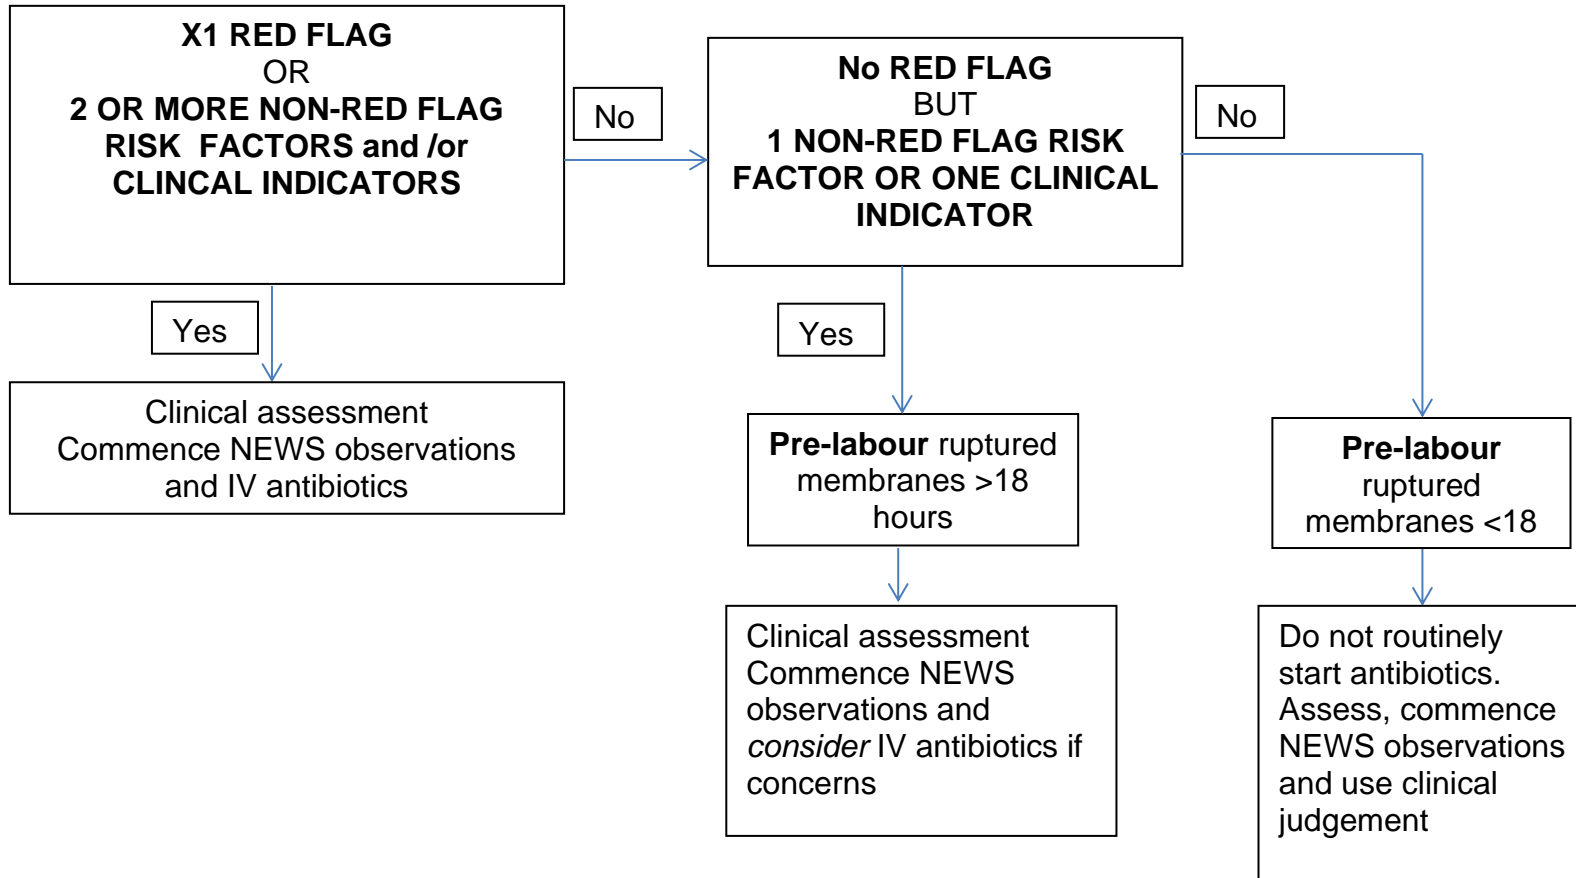 X1 RED FLAG
OR
2 OR MORE NON-RED FLAG
RISK FACTORS and /or
CLINCAL INDICATORS
No
No RED FLAG
BUT
1 NON-RED FLAG RISK
FACTOR OR ONE CLINICAL
INDICATOR
No
Yes
Clinical assessment
Commence NEWS observations
and IV antibiotics
Yes
Pre-labour ruptured
membranes >18
hours
Pre-labour
ruptured
membranes <18
Clinical assessment
Commence NEWS
observations and
consider IV antibiotics if
concerns
Do not routinely
start antibiotics.
Assess, commence
NEWS observations
and use clinical
judgement